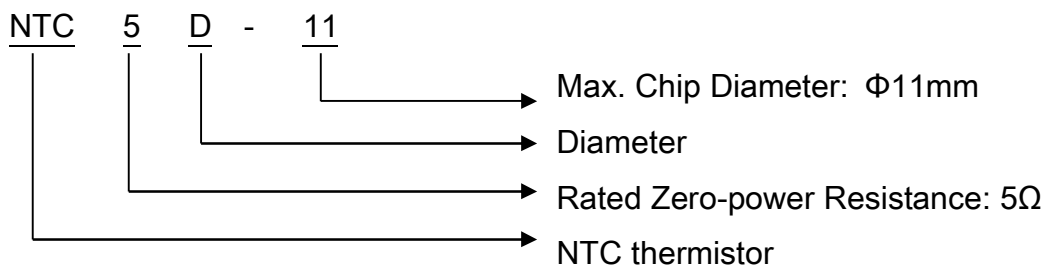 NTC 5 D - 11
Max. Chip Diameter: Φ11mm
Diameter
Rated Zero-power Resistance: 5Ω
NTC thermistor